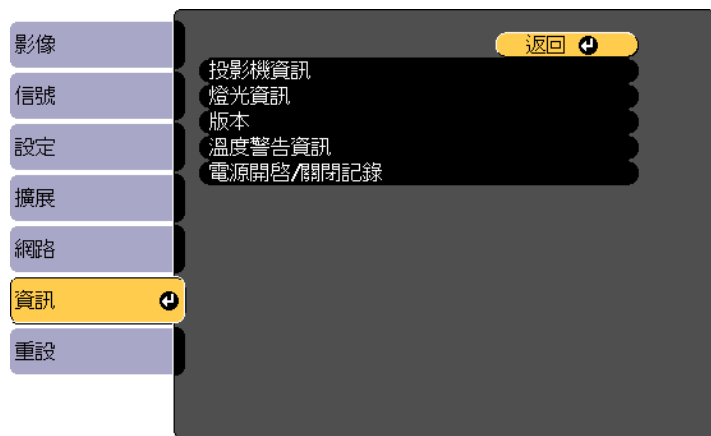 影像
信號
設定
擴展
網路
資訊
重設
返回
投影機資訊
燈光資訊
版本
溫度警告資訊
電源開啓/關閉記錄